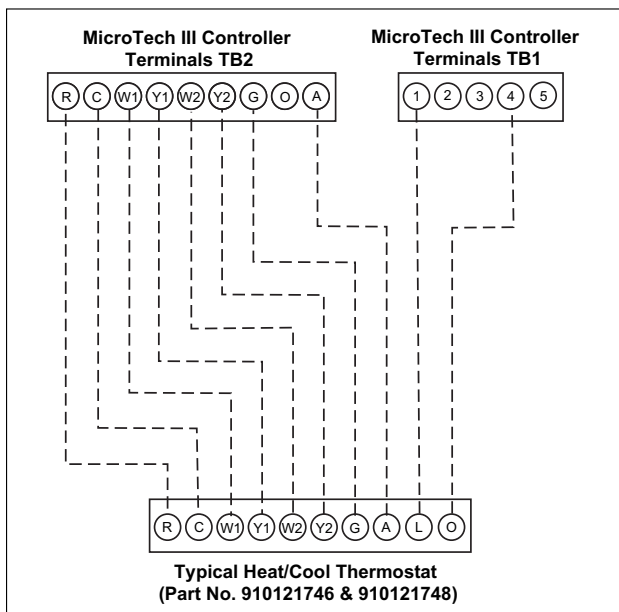 MicroTech III Controller
Terminals TB2
MicroTech III Controller
Terminals TB1
R C W1 Y1 W2 Y2 G O A
1 2 3 4 5
R C W1 Y1 W2 Y2 G A L O
Typical Heat/Cool Thermostat
(Part No. 910121746 & 910121748)